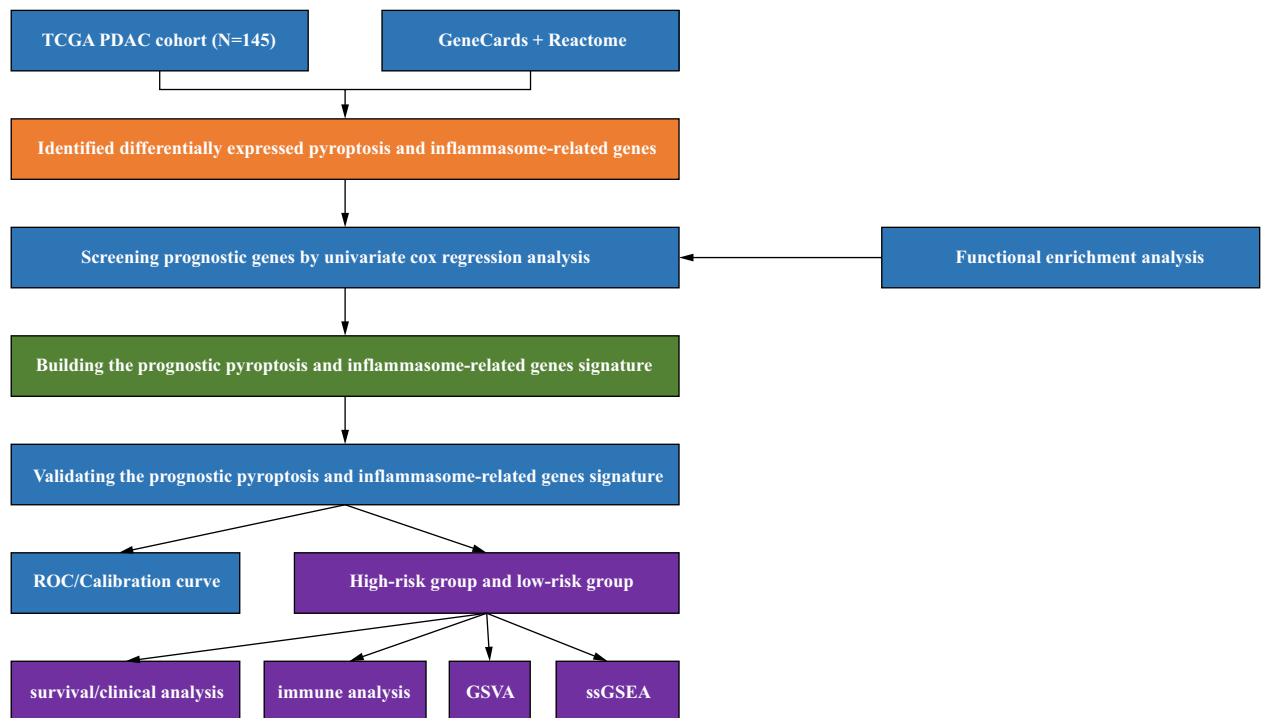 TCGA PDAC cohort (N=145)
GeneCards + Reactome
Identified differentially expressed pyroptosis and inflammasome-related genes
Screening prognostic genes by univariate cox regression analysis
Functional enrichment analysis
Building the prognostic pyroptosis and inflammasome-related genes signature
Validating the prognostic pyroptosis and inflammasome-related genes signature
ROC/Calibration curve
High-risk group and low-risk group
survival/clinical analysis
immune analysis
GSVA
ssGSEA